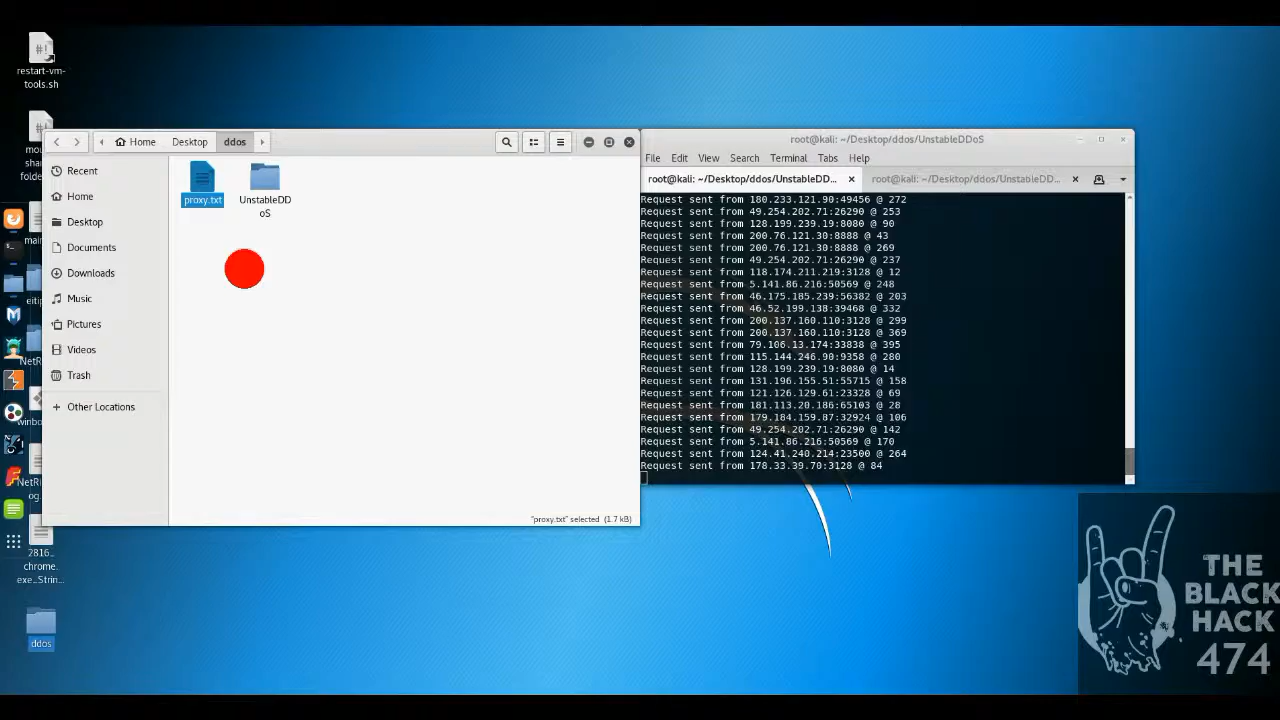 restart-vm-
tools.sh
mou
shar
folde
main
eitip
NetR
winbo
NetRi
og.
2816_
chrome.
exe_Strin...
ddos
Home
Desktop
ddos
Recent
Home
Desktop
Documents
Downloads
Music
Pictures
Videos
Trash
Other Locations
proxy.txt
UnstableDD
oS
"proxy.txt" selected (1.7 kB)
root@kali: ~/Desktop/ddos/UnstableDDoS
File Edit View Search Terminal Tabs Help
root@kali: ~/Desktop/ddos/UnstableDD...
root@kali: ~/Desktop/ddos/UnstableDD...
Request sent from 180.233.121.90:49456 @ 272
Request sent from 49.254.202.71:26290 @ 253
Request sent from 128.199.239.19:8080 @ 90
Request sent from 200.76.121.30:8888 @ 43
Request sent from 200.76.121.30:8888 @ 269
Request sent from 49.254.202.71:26290 @ 237
Request sent from 118.174.211.219:3128 @ 12
Request sent from 5.141.86.216:50569 @ 248
Request sent from 46.175.185.239:56382 @ 203
Request sent from 46.52.199.138:39468 @ 332
Request sent from 200.137.160.110:3128 @ 299
Request sent from 200.137.160.110:3128 @ 369
Request sent from 79.106.13.174:33838 @ 395
Request sent from 115.144.246.90:9358 @ 280
Request sent from 128.199.239.19:8080 @ 14
Request sent from 131.196.155.51:55715 @ 158
Request sent from 121.126.129.61:23328 @ 69
Request sent from 181.113.20.186:65103 @ 28
Request sent from 179.184.159.87:32924 @ 106
Request sent from 49.254.202.71:26290 @ 142
Request sent from 5.141.86.216:50569 @ 170
Request sent from 124.41.240.214:23500 @ 264
Request sent from 178.33.39.70:3128 @ 84
THE
BLACK
HACK
474